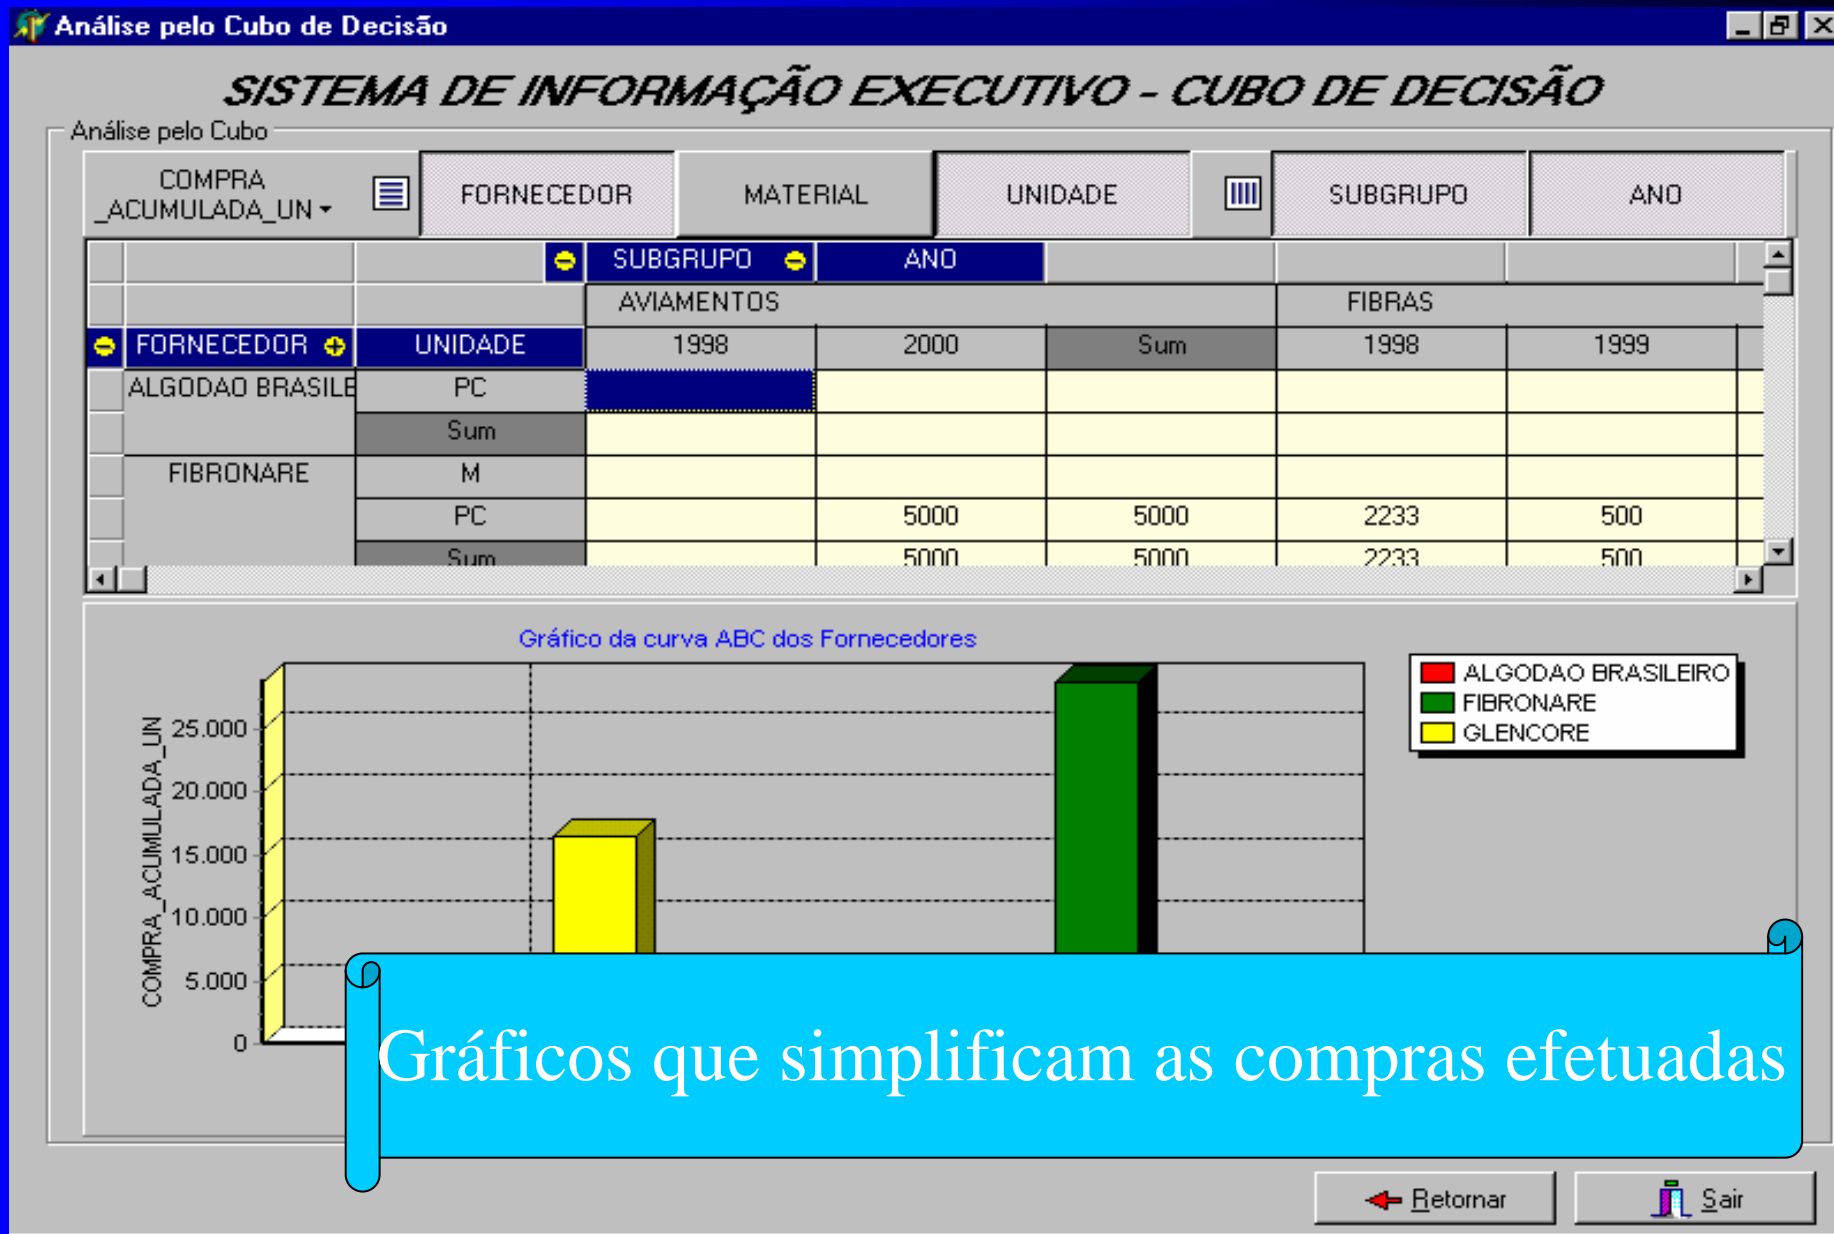 Análise pelo Cubo de Decisão
SISTEMA DE INFORMAÇÃO EXECUTIVO - CUBO DE DECISÃO
Análise pelo Cubo
COMPRA
_ACUMULADA_UN
FORNECEDOR MATERIAL UNIDADE SUBGRUPO ANO
SUBGRUPO ANO
AVIAMENTOS FIBRAS
FORNECEDOR UNIDADE 1998 2000 Sum 1998 1999
ALGODAO BRASILE PC
Sum
FIBRONARE M
PC 5000 5000 2233 500
Sum 5000 5000 2233 500
Gráfico da curva ABC dos Fornecedores
ALGODAO BRASILEIRO
FIBRONARE
GLENCORE
COMPRA_ACUMULADA_UN
25.000
20.000
15.000
10.000
5.000
0
Gráficos que simplificam as compras efetuadas
Retornar Sair